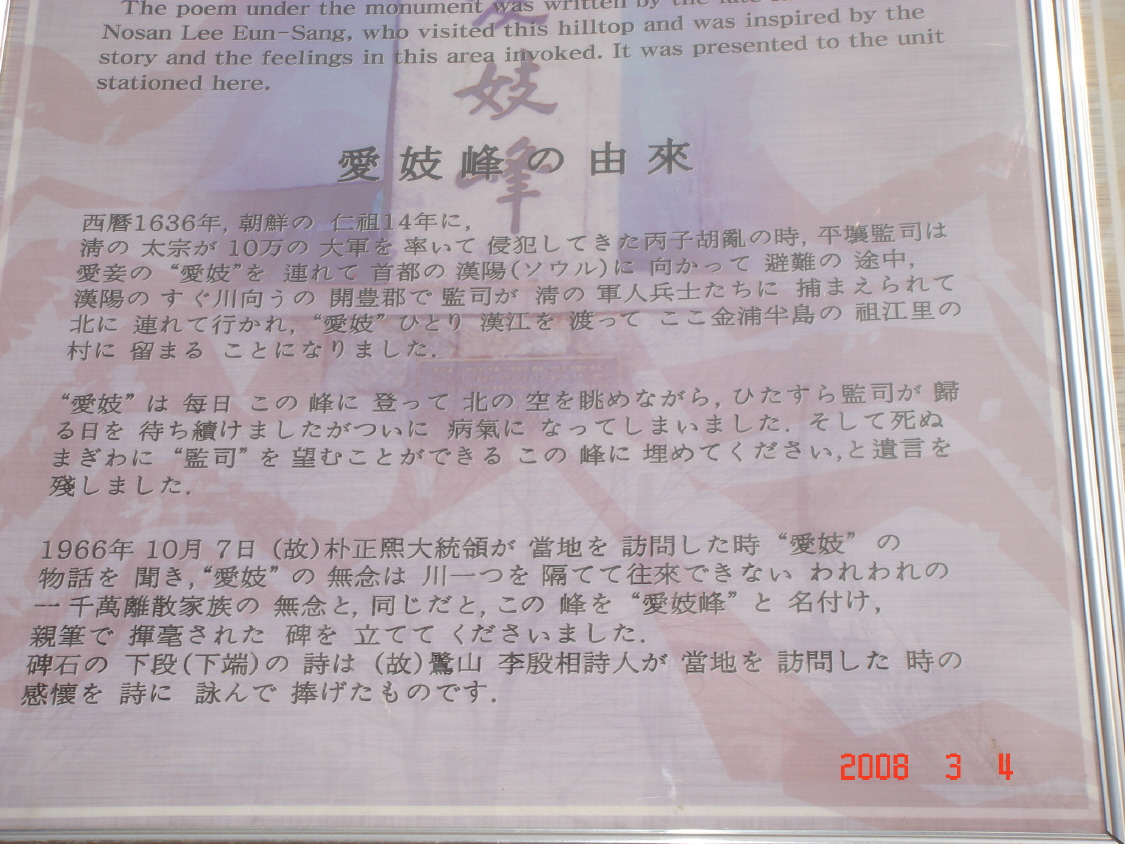 The poem under the monument was written by the late
Nosan Lee Eun-Sang, who visited this hilltop and was inspired by the
story and the feelings in this area invoked. It was presented to the unit
stationed here.
愛妓峰
愛妓峰の由來
西曆1636年, 朝鮮の 仁祖14年に,
淸の 太宗が 10万の 大軍を 率いて 侵犯してきた丙子胡亂の時, 平壤監司は
愛妾の “愛妓”を 連れて 首都の 漢陽(ソウル)に 向かって 避難の 途中,
漢陽の すぐ川向うの 開豊郡で 監司が 淸の 軍人兵士たちに 捕まえられて
北に 連れて行かれ, “愛妓” ひとり 漢江を 渡って ここ金浦半島の 祖江里の
村に 留まる ことになりました.
“愛妓” は 每日 この 峰に 登って 北の 空を眺めながら, ひたすら監司が 歸
る日を 待ち続けましたがついに 病氣に なってしまいました. そして死ぬ
まぎわに “監司” を 望むことができる この 峰に 埋めてください,と遺言を
殘しました.
1966年 10月 7日 (故)朴正熙大統領が 當地を 訪問した時 “愛妓” の
物話を 聞き,“愛妓” の 無念は 川一つを 隔てて往來できない われわれの
一千萬離散家族の 無念と, 同じだと, この 峰を “愛妓峰” と 名付け,
親筆で 揮毫された 碑を 立てて くださいました.
碑石の 下段(下端)の 詩は (故)鷺山 李殷相詩人が 當地を 訪問した 時の
感懷を 詩に 詠んで 捧げたものです.
2008 3 4